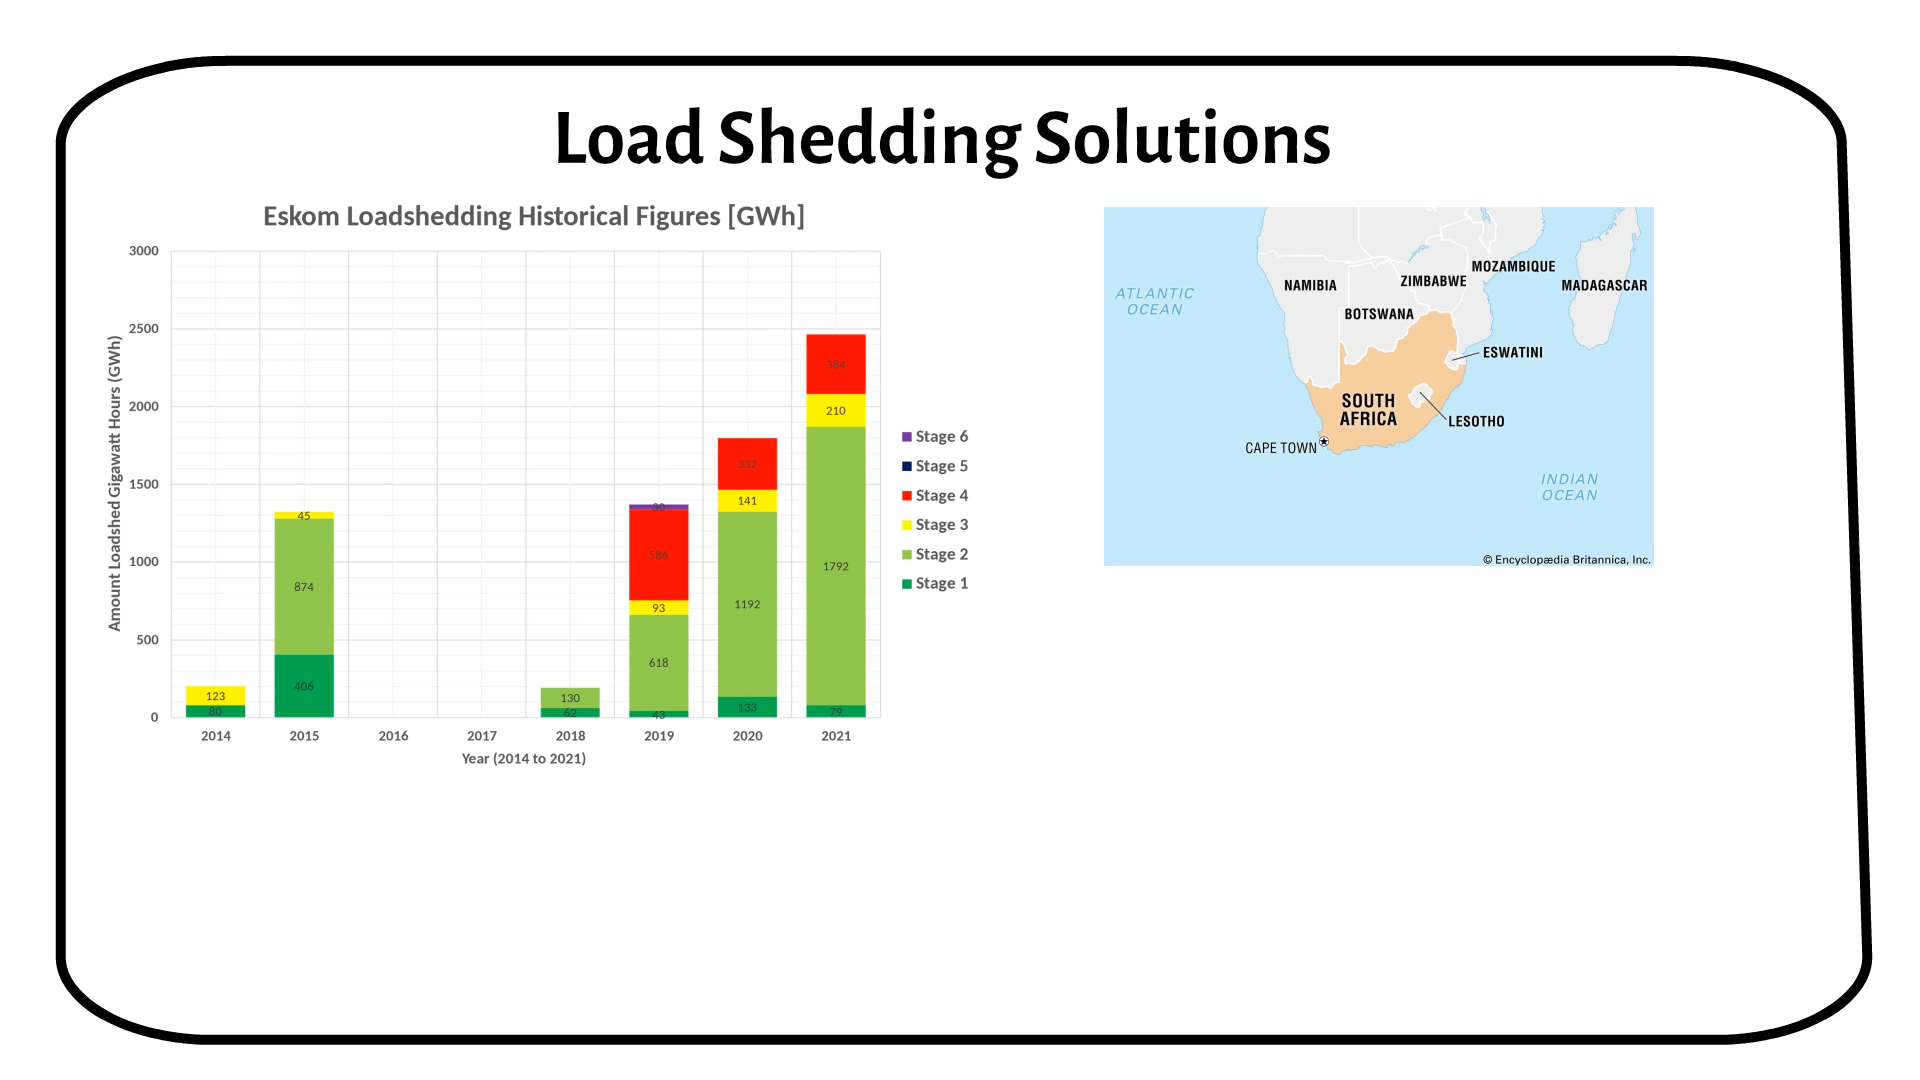 Load Shedding Solutions
Eskom Loadshedding Historical Figures [GWh]
Amount Loadshed Gigawatt Hours (GWh)
3000
2500
2000
1500
1000
500
0
123
80
45
874
406
130
62
30
586
93
618
43
332
141
1192
133
384
210
1792
79
2014 2015 2016 2017 2018 2019 2020 2021
Year (2014 to 2021)
Stage 6
Stage 5
Stage 4
Stage 3
Stage 2
Stage 1
ATLANTIC
OCEAN
NAMIBIA
BOTSWANA
ZIMBABWE
MOZAMBIQUE
MADAGASCAR
ESWATINI
SOUTH
AFRICA
LESOTHO
CAPE TOWN
INDIAN
OCEAN
© Encyclopædia Britannica, Inc.